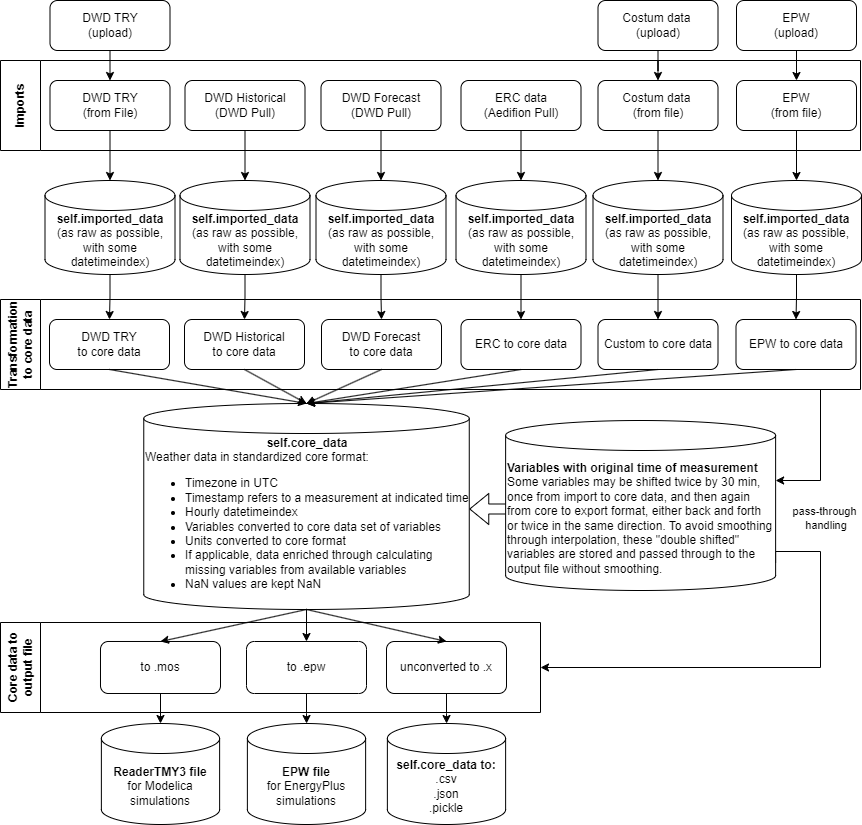 DWD TRY
(upload)
Costum data
(upload)
EPW
(upload)
Imports
DWD TRY
(from File)
DWD Historical
(DWD Pull)
DWD Forecast
(DWD Pull)
ERC data
(Aedifion Pull)
Costum data
(from file)
EPW
(from file)
self.imported_data
(as raw as possible,
with some
datetimeindex)
self.imported_data
(as raw as possible,
with some
datetimeindex)
self.imported_data
(as raw as possible,
with some
datetimeindex)
self.imported_data
(as raw as possible,
with some
datetimeindex)
self.imported_data
(as raw as possible,
with some
datetimeindex)
self.imported_data
(as raw as possible,
with some
datetimeindex)
Transformation
to core data
DWD TRY
to core data
DWD Historical
to core data
DWD Forecast
to core data
ERC to core data
Custom to core data
EPW to core data
self.core_data
Weather data in standardized core format:
• Timezone in UTC
• Timestamp refers to a measurement at indicated time
• Hourly datetimeindex
• Variables converted to core data set of variables
• Units converted to core format
• If applicable, data enriched through calculating
missing variables from available variables
• NaN values are kept NaN
Variables with original time of measurement
Some variables may be shifted twice by 30 min,
once from import to core data, and then again
from core to export format, either back and forth
or twice in the same direction. To avoid smoothing
through interpolation, these "double shifted"
variables are stored and passed through to the
output file without smoothing.
pass-through
handling
Core data to
output file
to .mos
to .epw
unconverted to .x
ReaderTMY3 file
for Modelica
simulations
EPW file
for EnergyPlus
simulations
self.core_data to:
.csv
.json
.pickle